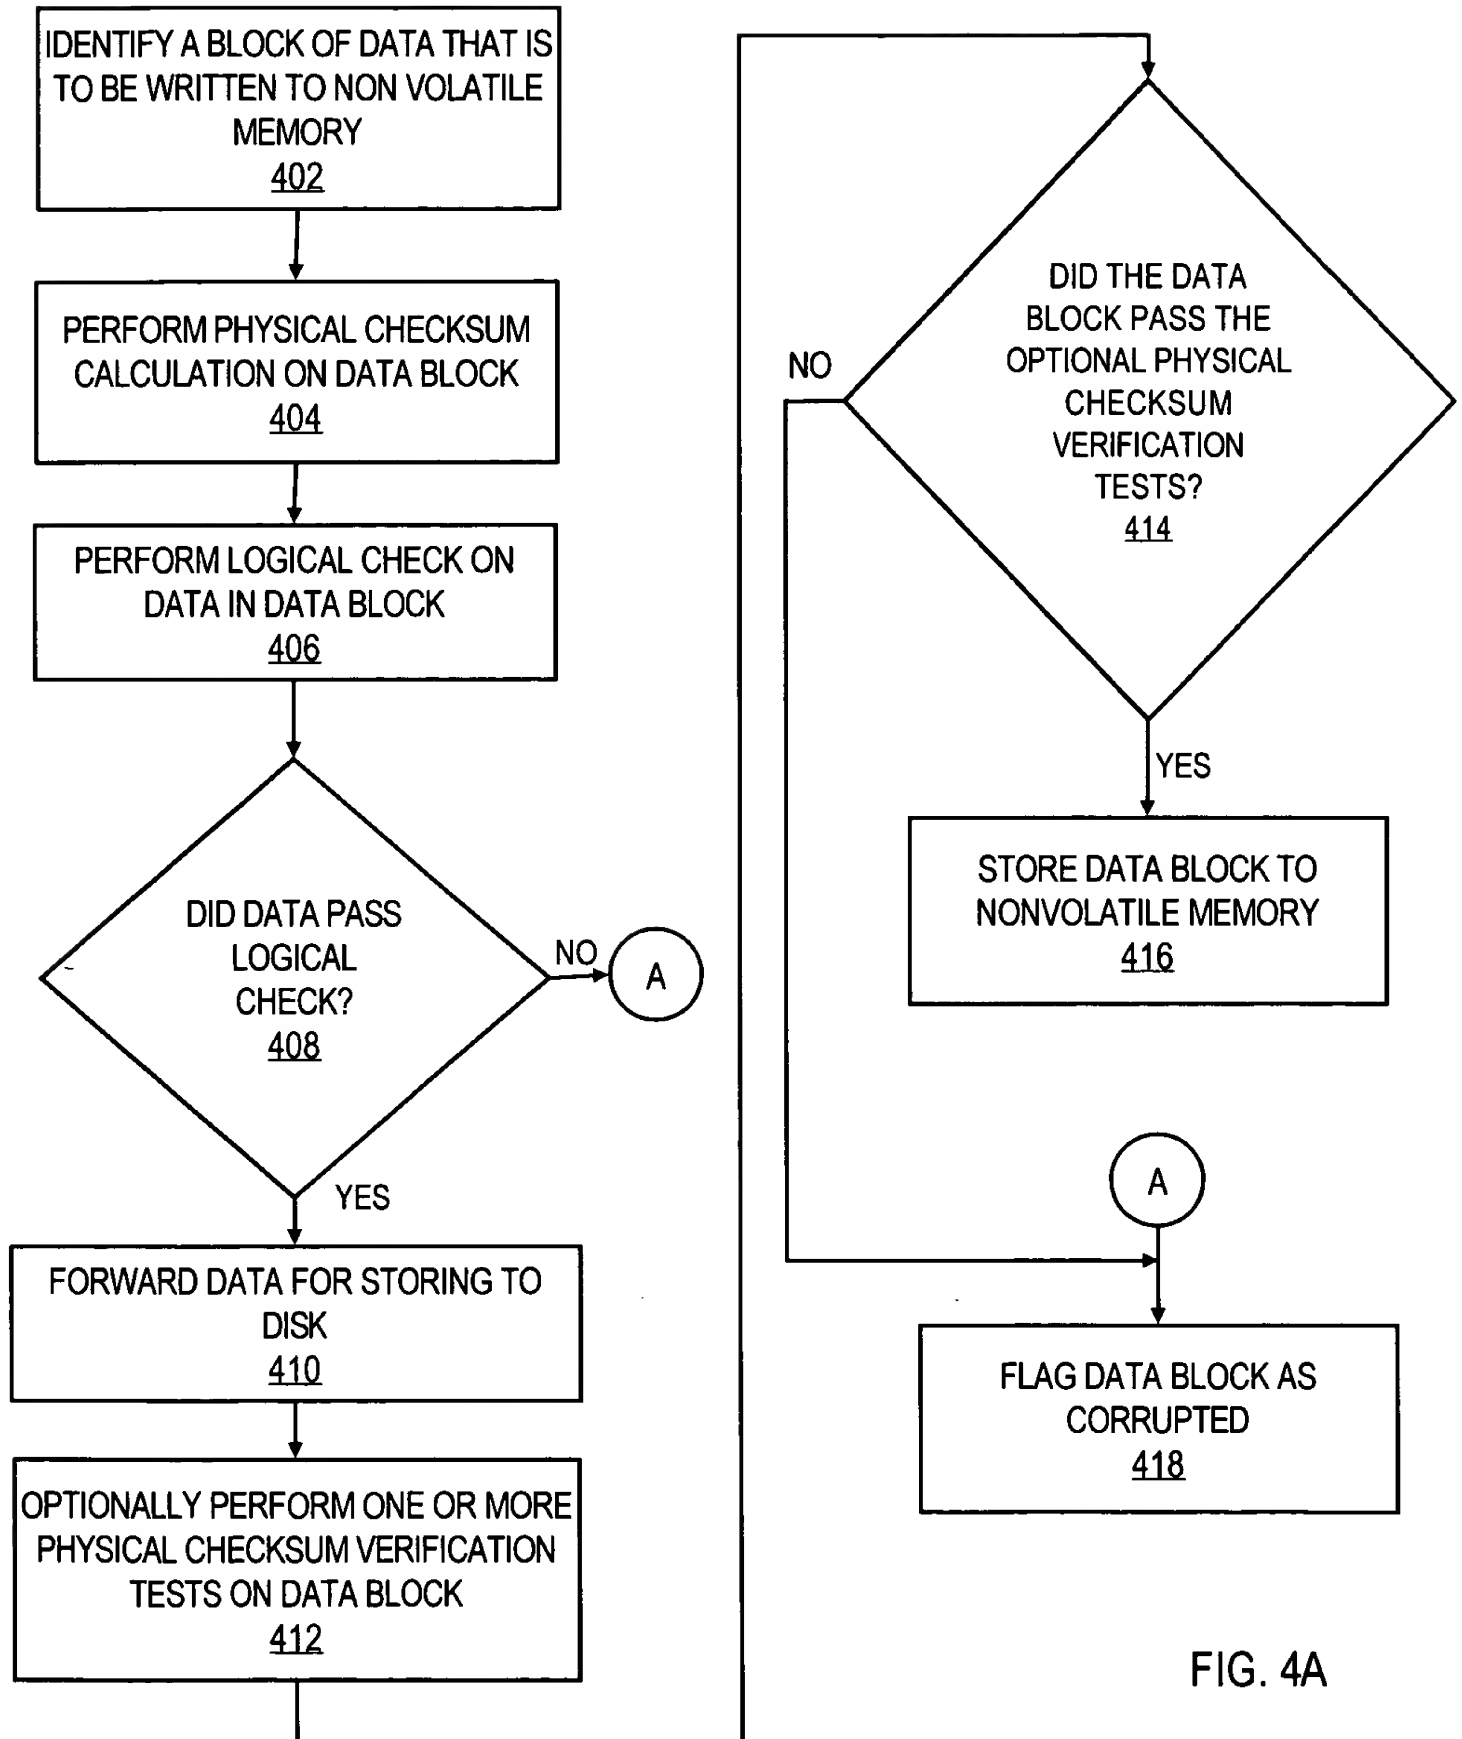 IDENTIFY A BLOCK OF DATA THAT IS
TO BE WRITTEN TO NON VOLATILE
MEMORY
402
PERFORM PHYSICAL CHECKSUM
CALCULATION ON DATA BLOCK
404
PERFORM LOGICAL CHECK ON
DATA IN DATA BLOCK
406
DID DATA PASS
LOGICAL
CHECK?
408
NO
A
YES
FORWARD DATA FOR STORING TO
DISK
410
OPTIONALLY PERFORM ONE OR MORE
PHYSICAL CHECKSUM VERIFICATION
TESTS ON DATA BLOCK
412
DID THE DATA
BLOCK PASS THE
OPTIONAL PHYSICAL
CHECKSUM
VERIFICATION
TESTS?
414
NO
YES
STORE DATA BLOCK TO
NONVOLATILE MEMORY
416
A
FLAG DATA BLOCK AS
CORRUPTED
418
FIG. 4A